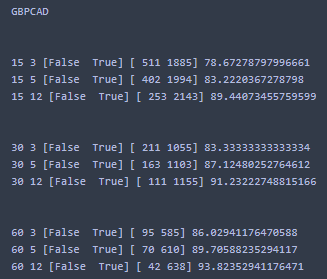 GBPCAD
15 3 [False  True] [ 511 1885] 78.67278797996661
15 5 [False  True] [ 402 1994] 83.2220367278798
15 12 [False  True] [ 253 2143] 89.44073455759599
30 3 [False  True] [ 211 1055] 83.33333333333334
30 5 [False  True] [ 163 1103] 87.12480252764612
30 12 [False  True] [ 111 1155] 91.23222748815166
60 3 [False  True] [ 95 585] 86.02941176470588
60 5 [False  True] [ 70 610] 89.70588235294117
60 12 [False  True] [ 42 638] 93.82352941176471